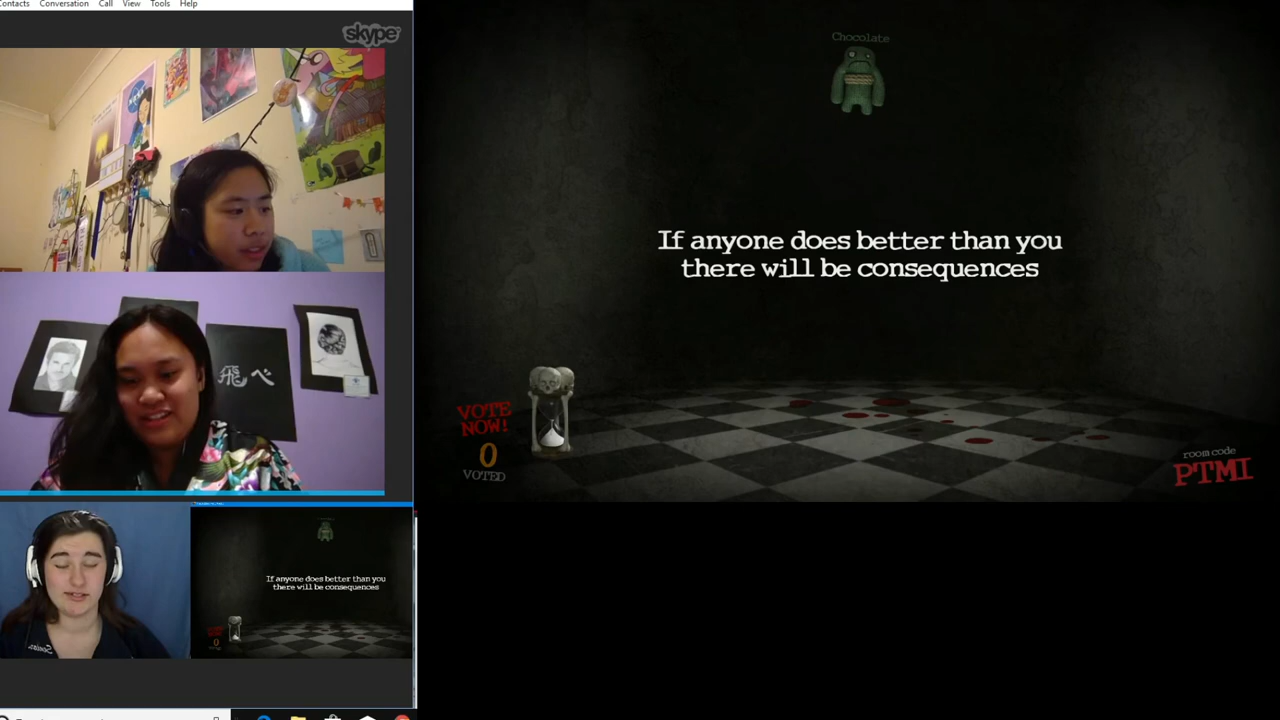 Contacts Conversation Call View Tools Help
skype
飛べ
Chocolate
If anyone does better than you
there will be consequences
VOTE
NOW!
0
VOTED
room code
PTMI
If anyone does better than you
there will be consequences
0